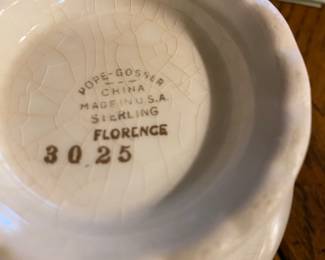 POPE-GOSSER
CHINA
MADE IN U.S.A.
STERLING
FLORENCE
3025